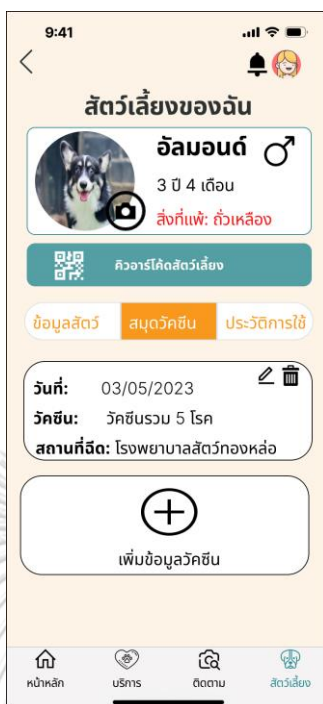 9:41
สัตว์เลี้ยงของฉัน
อัลมอนด์
3 ปี 4 เดือน
สิ่งที่แพ้: ถั่วเหลือง
คิวอาร์โค้ดสัตว์เลี้ยง
ข้อมูลสัตว์ สมุดวัคซีน ประวัติการใช้
วันที่: 03/05/2023
วัคซีน: วัคซีนรวม 5 โรค
สถานที่ฉีด: โรงพยาบาลสัตว์ทองหล่อ
เพิ่มข้อมูลวัคซีน
หน้าหลัก บริการ ติดตาม สัตว์เลี้ยง